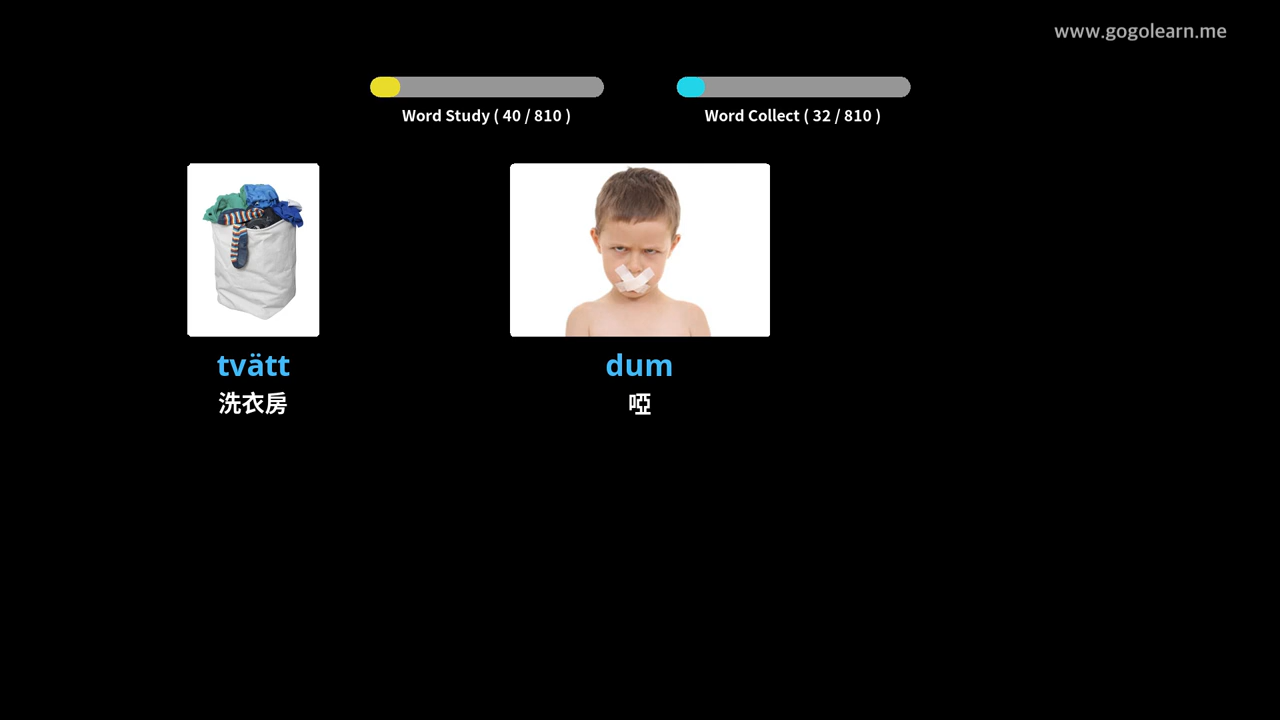 www.gogolearn.me
Word Study ( 40 / 810 )
Word Collect ( 32 / 810 )
tvätt
dum
洗衣房
啞